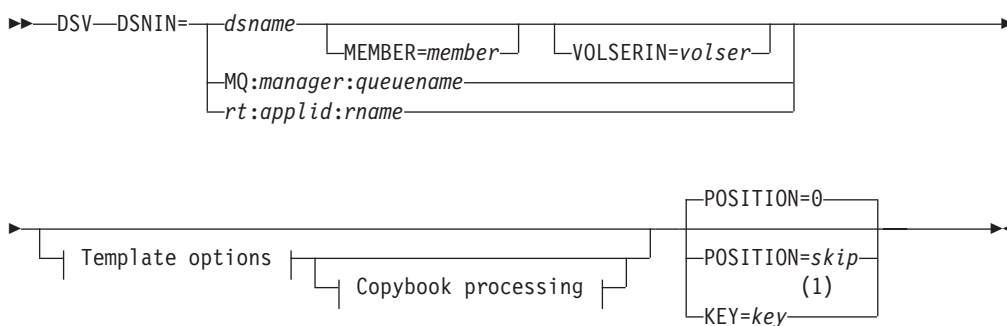 DSV DSNIN= dsname
MEMBER=member VOLSERIN=volser
MQ:manager:queuename
rt:applid:rname
POSITION=0
Template options POSITION=skip
Copybook processing (1)
KEY=key